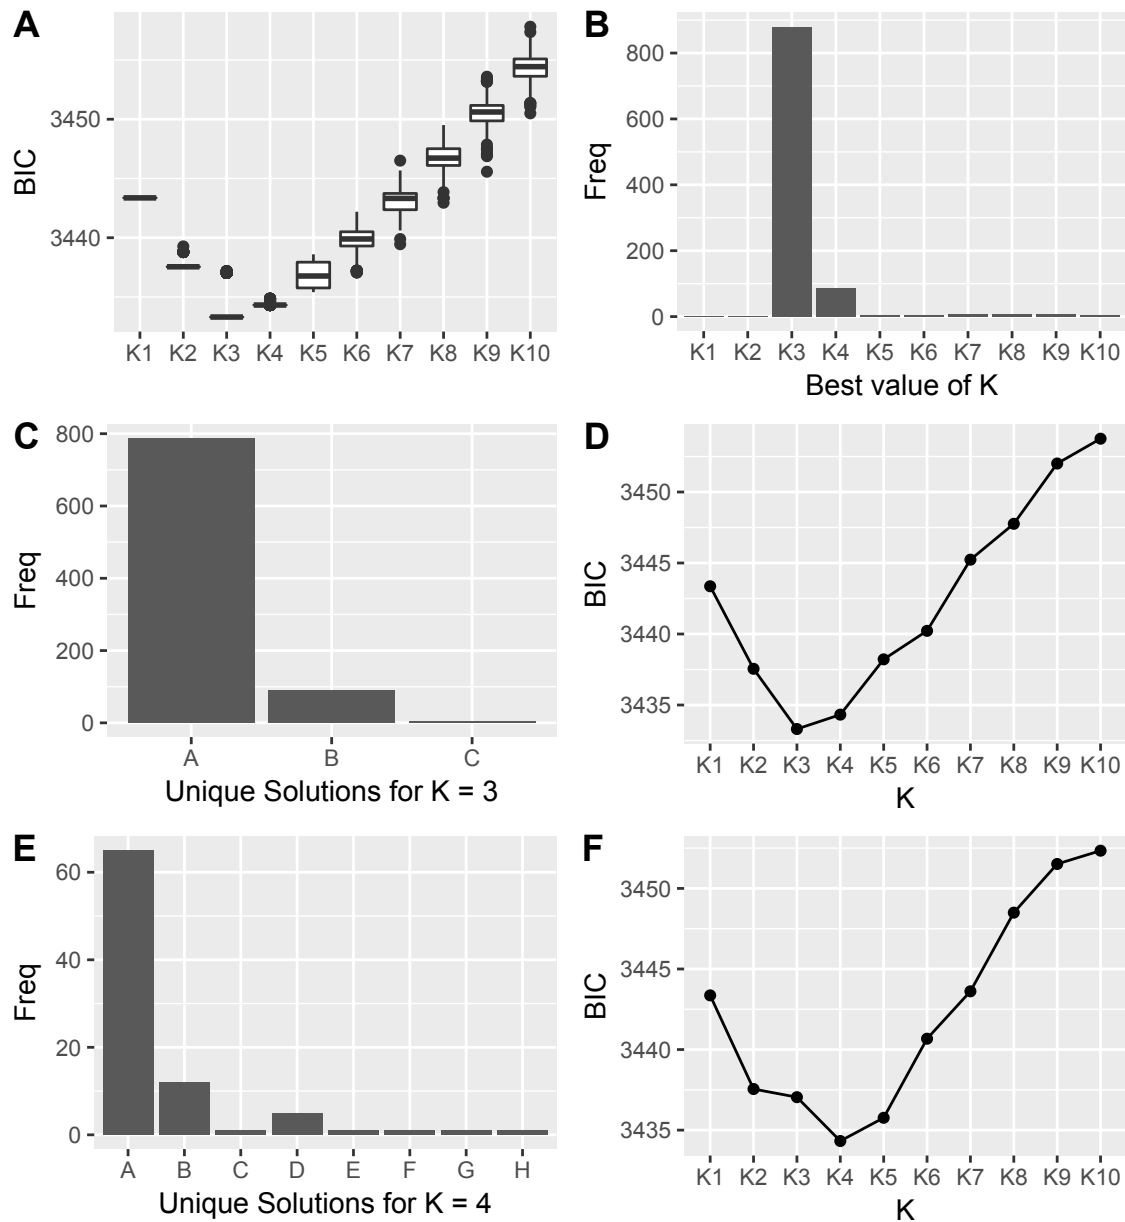 A
BIC
3450
3440
K1 K2 K3 K4 K5 K6 K7 K8 K9 K10
B
Freq
800
600
400
200
0
K1 K2 K3 K4 K5 K6 K7 K8 K9 K10
Best value of K
C
Freq
800
600
400
200
0
A B C
Unique Solutions for K = 3
D
BIC
3450
3445
3440
3435
K1 K2 K3 K4 K5 K6 K7 K8 K9 K10
K
E
Freq
60
40
20
0
A B C D E F G H
Unique Solutions for K = 4
F
BIC
3450
3445
3440
3435
K1 K2 K3 K4 K5 K6 K7 K8 K9 K10
K